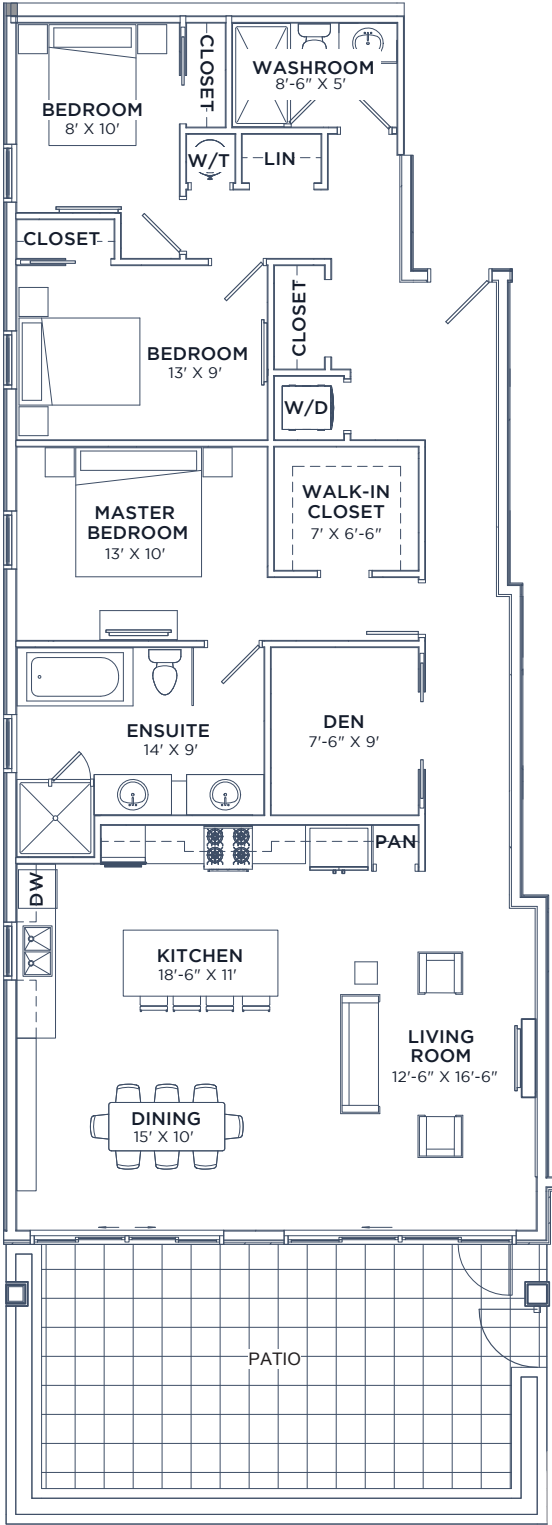 CLOSET
WASHROOM
8'-6" X 5'
BEDROOM
8' X 10'
W/T
LIN
CLOSET
CLOSET
BEDROOM
13' X 9'
W/D
WALK-IN
CLOSET
7' X 6'-6"
MASTER
BEDROOM
13' X 10'
ENSUITE
14' X 9'
DEN
7'-6" X 9'
PAN
DW
KITCHEN
18'-6" X 11'
LIVING
ROOM
12'-6" X 16'-6"
DINING
15' X 10'
PATIO